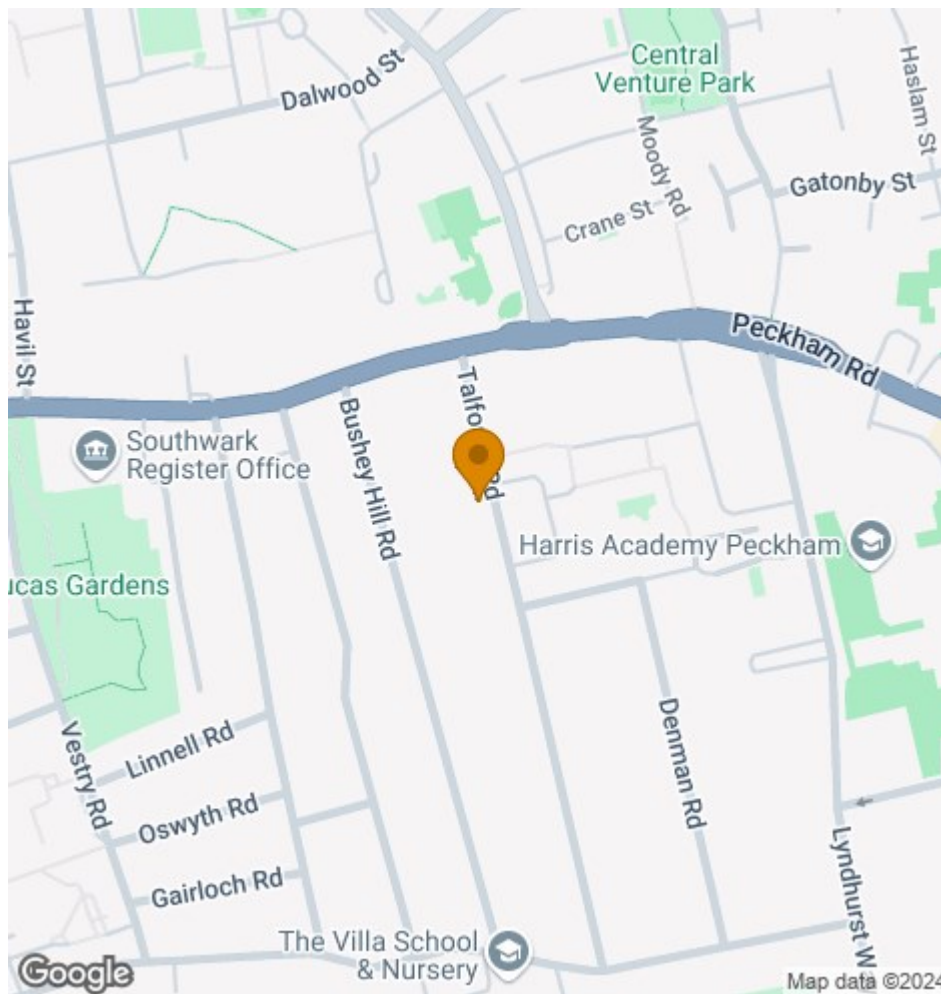 Central
Venture Park
Dalwood St
Haslam St
Moody Rd
Gatonby St
Crane St
Havil St
Peckham Rd
Talfo
Rd
Bushey Hill Rd
Southwark
Register Office
Harris Academy Peckham
ucas Gardens
Vestry Rd
Linnell Rd
Denman Rd
Oswyth Rd
Lyndhurst W
Gairloch Rd
The Villa School
& Nursery
Google
Map data ©2024